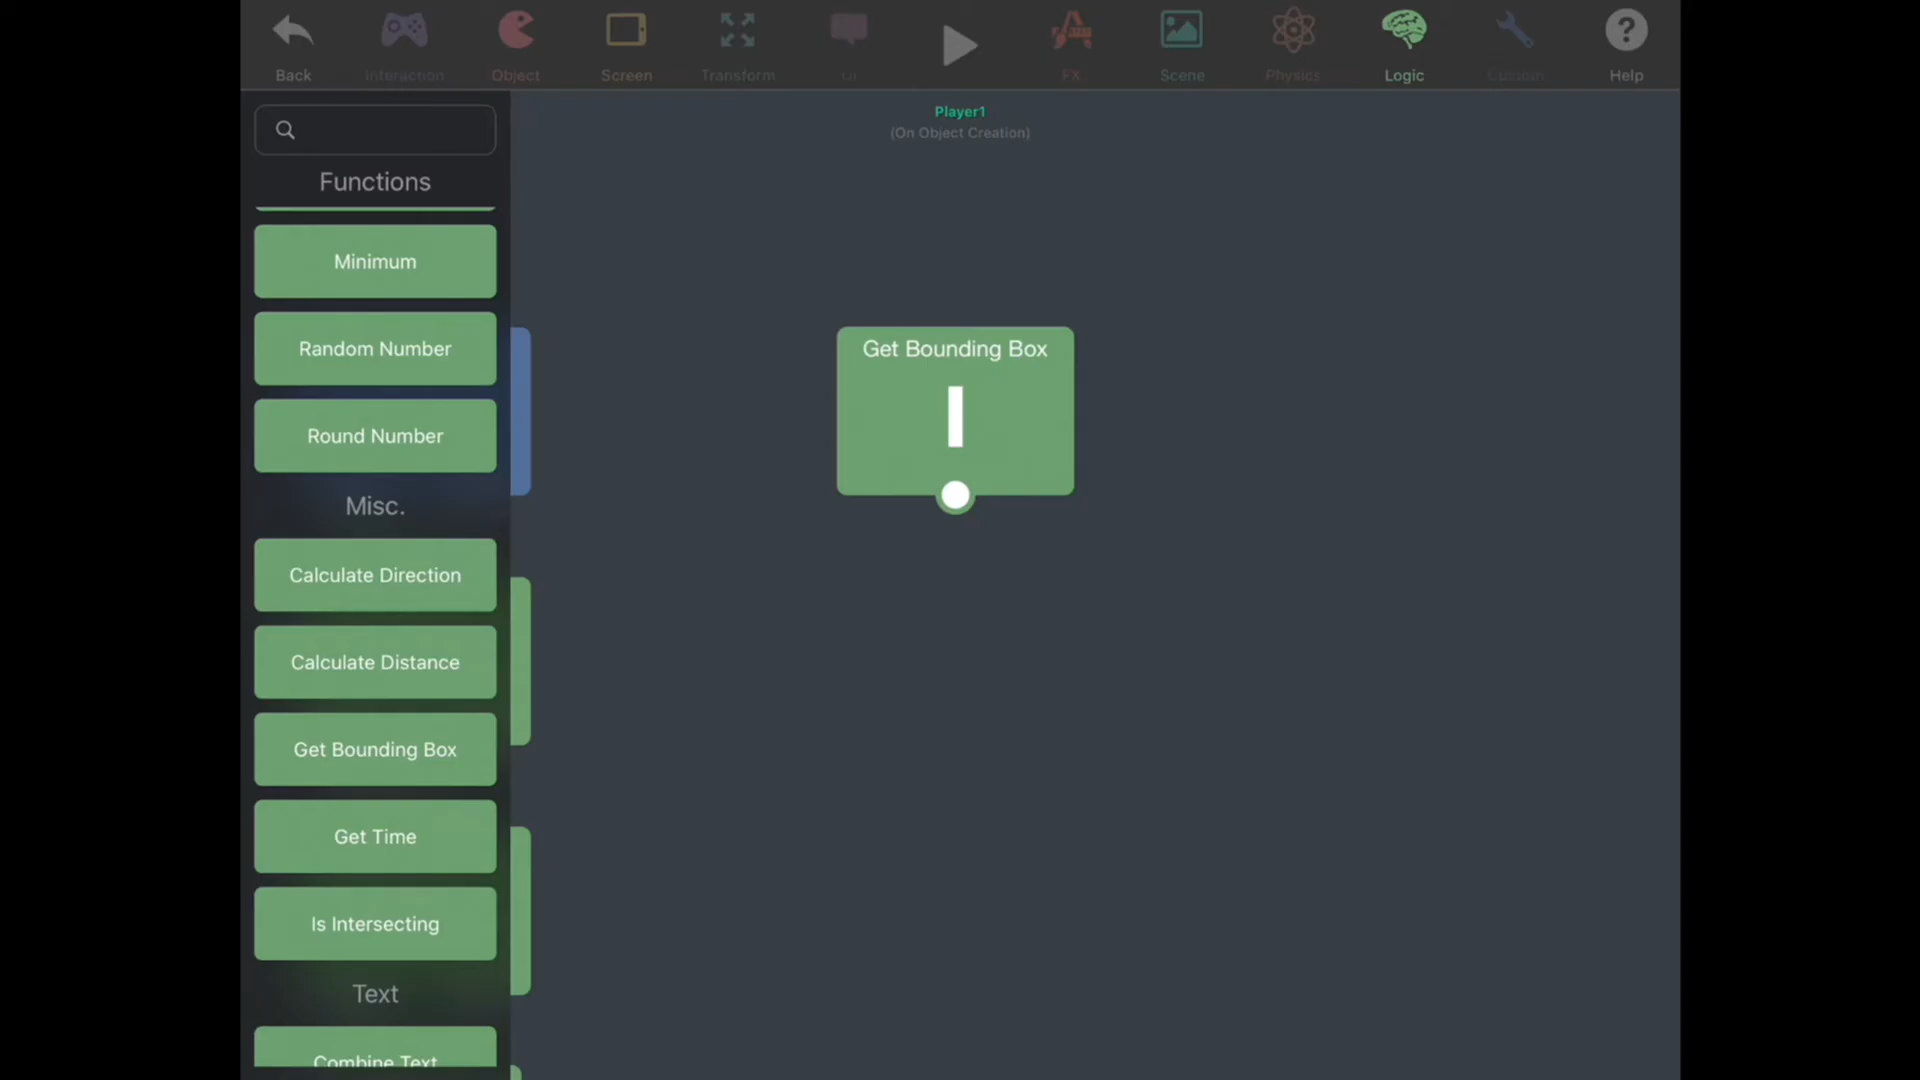 Back
Interaction
Object
Screen
Transform
UI
FX
Scene
Physics
Logic
Custom
Help
Player1
(On Object Creation)
Functions
Minimum
Random Number
Round Number
Misc.
Calculate Direction
Calculate Distance
Get Bounding Box
Get Time
Is Intersecting
Text
Combine Text
Get Bounding Box